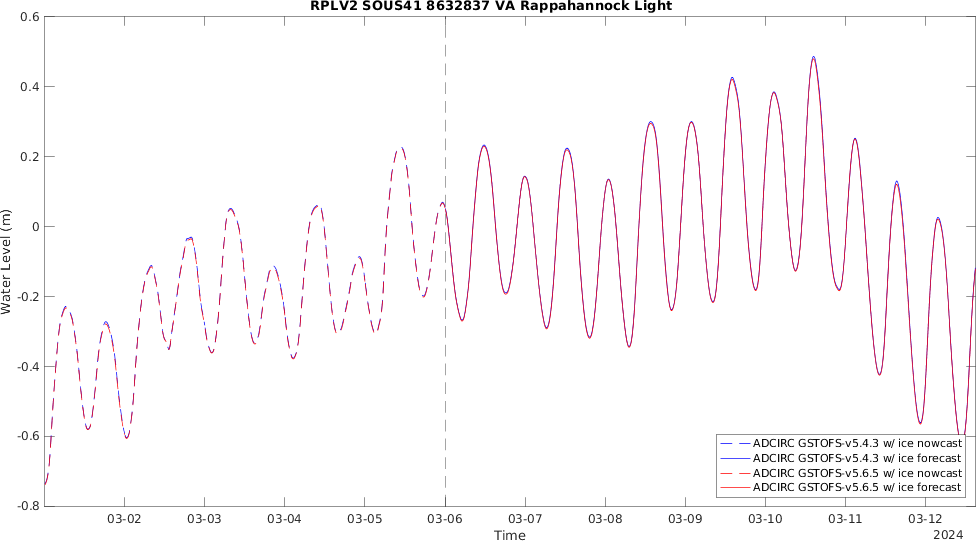 RPLV2 SOUS41 8632837 VA Rappahannock Light
0.6
0.4
0.2
0
-0.2
-0.4
-0.6
-0.8
Water Level (m)
ADCIRC GSTOFS-v5.4.3 w/ ice nowcast
ADCIRC GSTOFS-v5.4.3 w/ ice forecast
ADCIRC GSTOFS-v5.6.5 w/ ice nowcast
ADCIRC GSTOFS-v5.6.5 w/ ice forecast
03-02 03-03 03-04 03-05 03-06 03-07 03-08 03-09 03-10 03-11 03-12
Time
2024